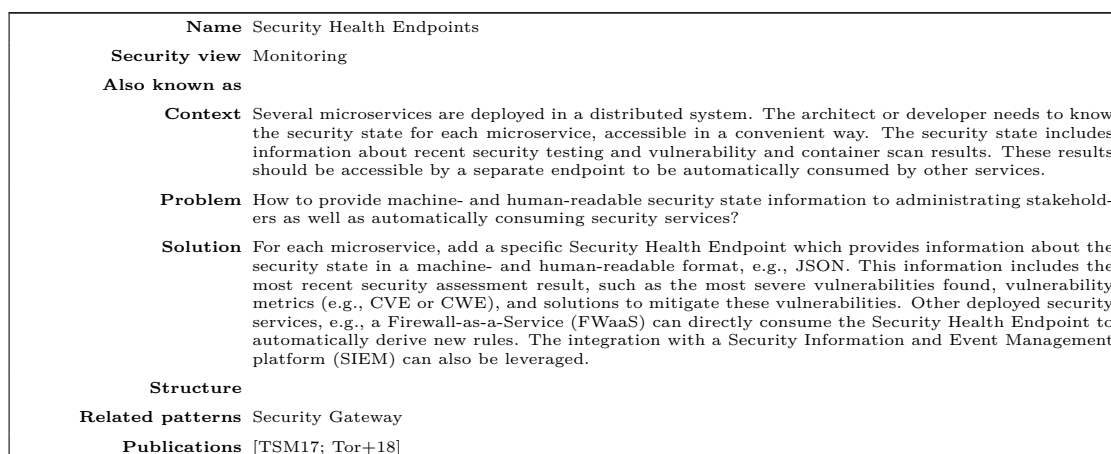 Name Security Health Endpoints
Security view Monitoring
Also known as
Context Several microservices are deployed in a distributed system. The architect or developer needs to know
the security state for each microservice, accessible in a convenient way. The security state includes
information about recent security testing and vulnerability and container scan results. These results
should be accessible by a separate endpoint to be automatically consumed by other services.
Problem How to provide machine- and human-readable security state information to administrating stakehold-
ers as well as automatically consuming security services?
Solution For each microservice, add a specific Security Health Endpoint which provides information about the
security state in a machine- and human-readable format, e.g., JSON. This information includes the
most recent security assessment result, such as the most severe vulnerabilities found, vulnerability
metrics (e.g., CVE or CWE), and solutions to mitigate these vulnerabilities. Other deployed security
services, e.g., a Firewall-as-a-Service (FWaaS) can directly consume the Security Health Endpoint to
automatically derive new rules. The integration with a Security Information and Event Management
platform (SIEM) can also be leveraged.
Structure
Related patterns Security Gateway
Publications [TSM17; Tor+18]